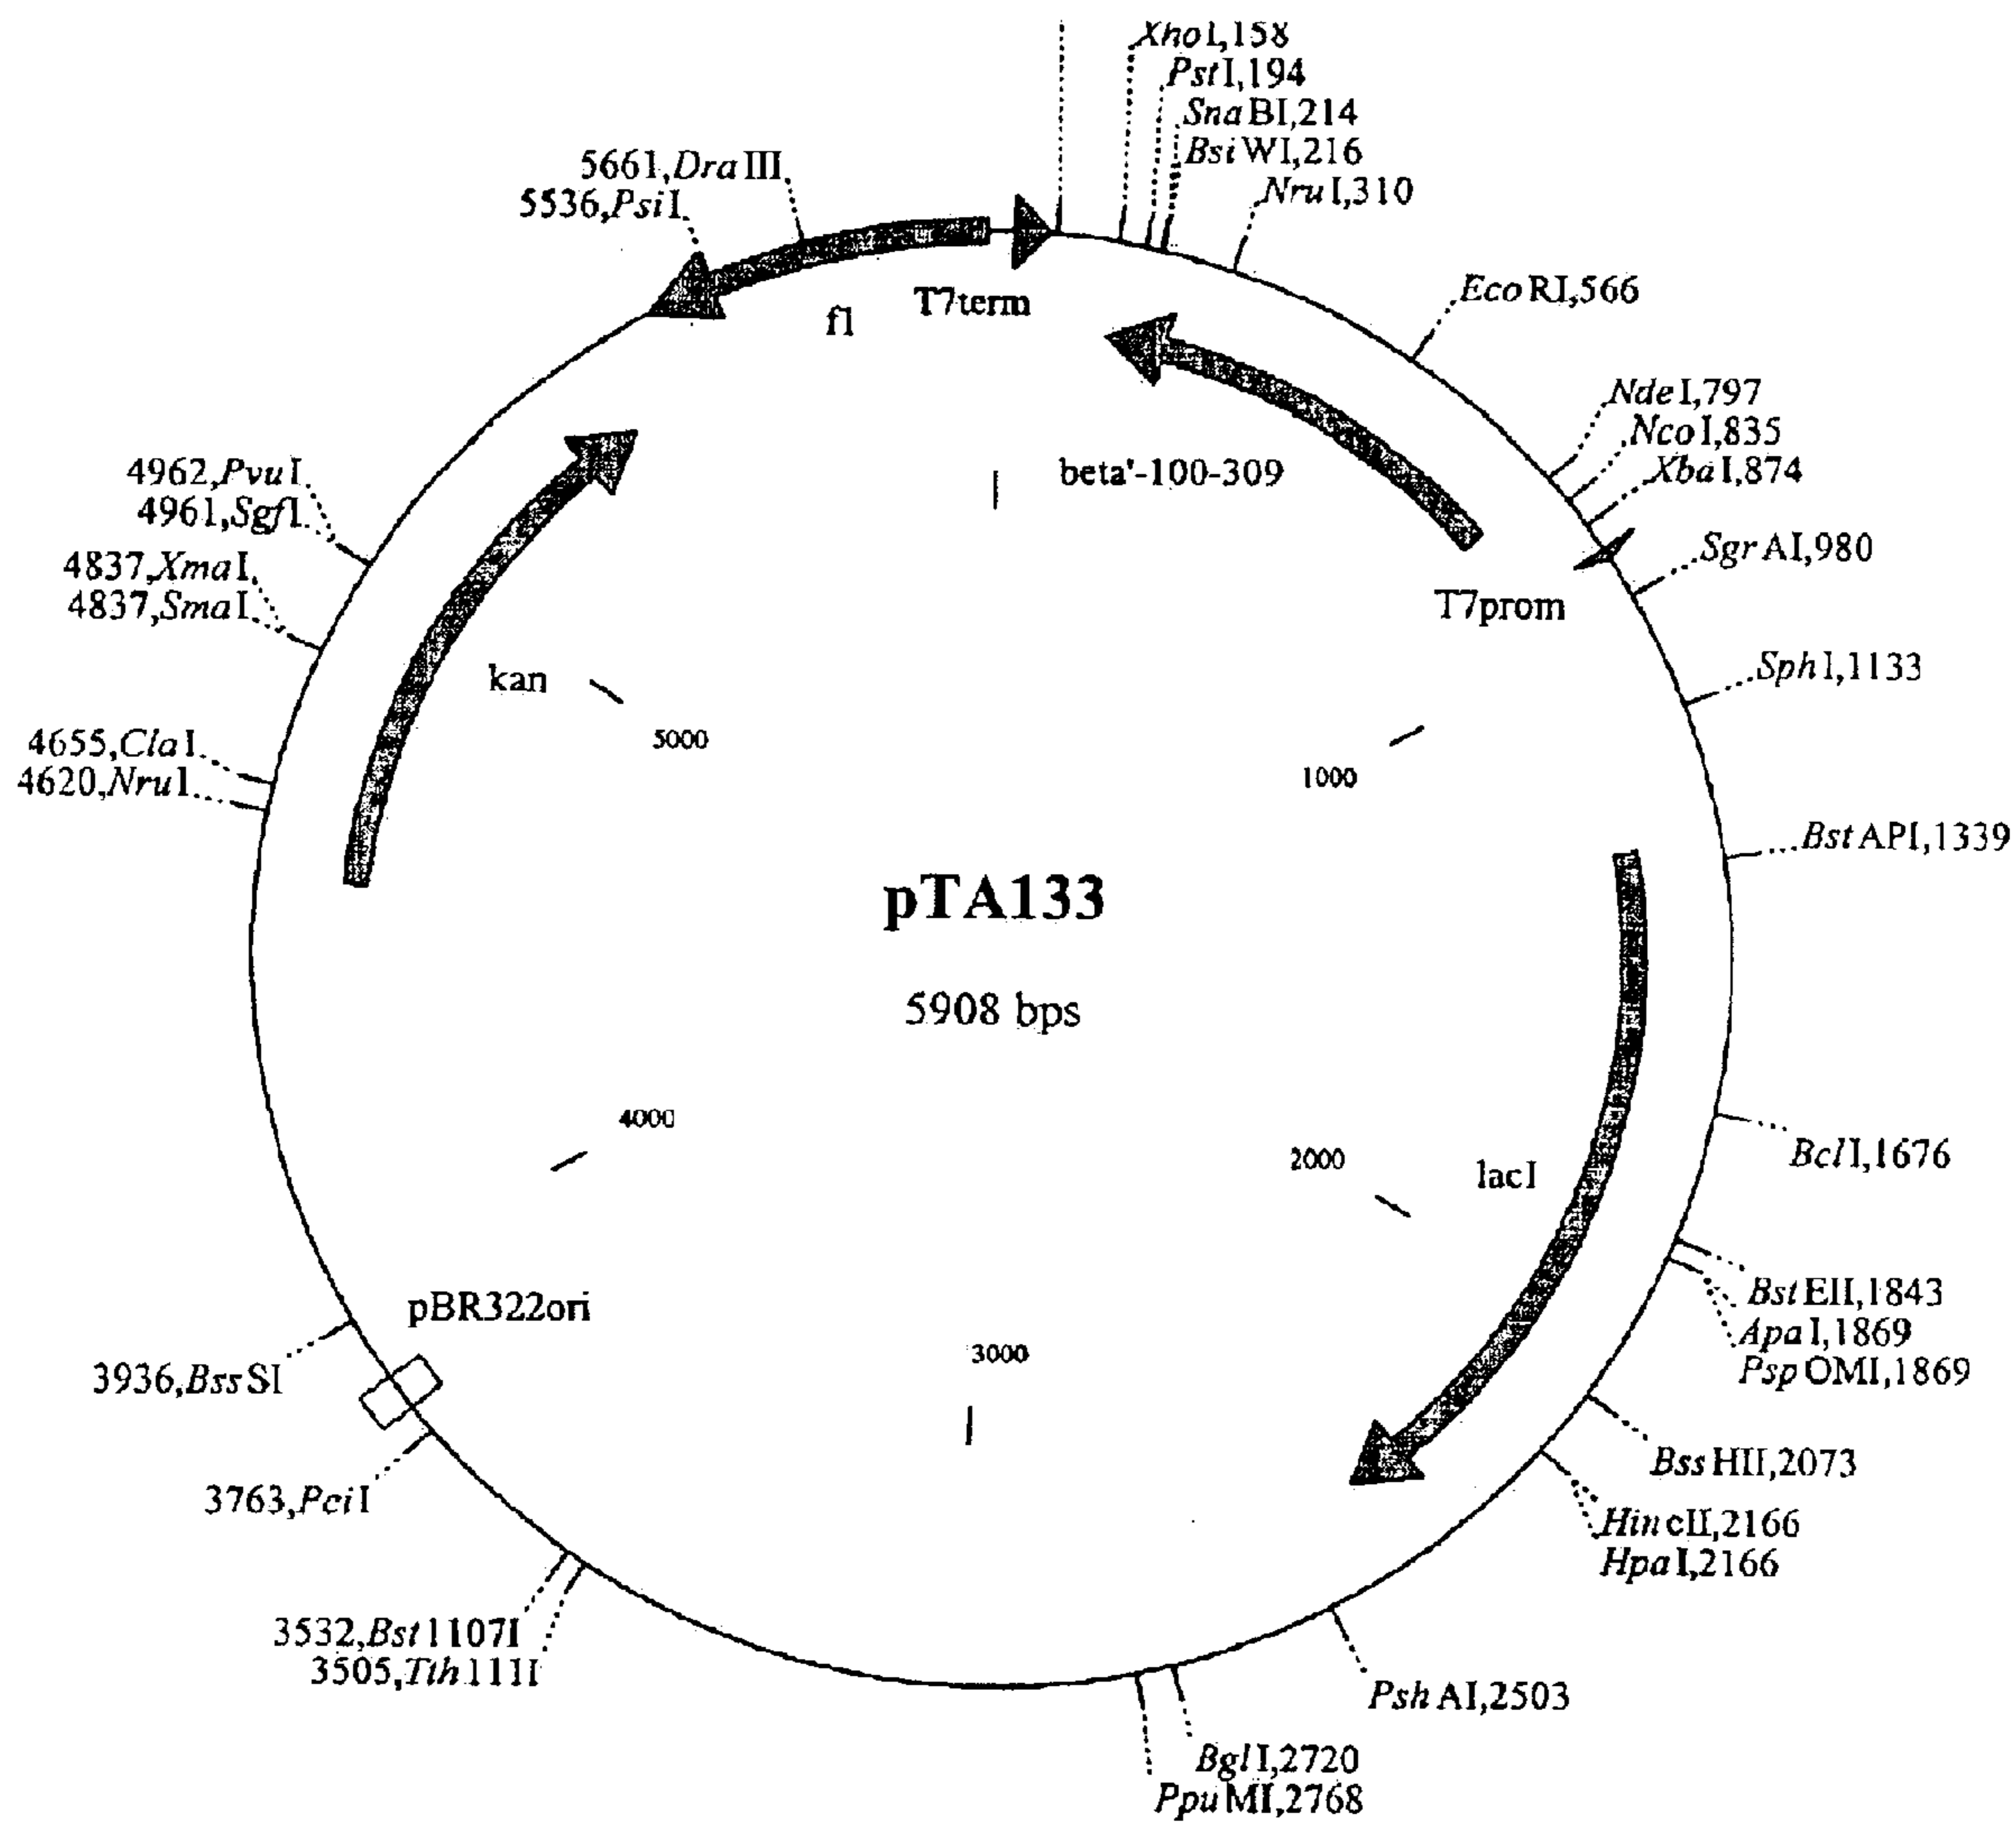 XhoI,158
PstI,194
SnaBI,214
BsiWI,216
NruI,310
5661,DraIII
5536,PsiI
EcoRI,566
T7term
f1
NdeI,797
NcoI,835
XbaI,874
4962,PvuI
4961,SgfI
4837,XmaI
4837,SmaI
beta'-100-309
SgrAI,980
T7prom
SphI,1133
kan
5000
1000
4655,ClaI
4620,NruI
BstAPI,1339
pTA133
5908 bps
4000
2000
lacI
BclI,1676
pBR322ori
BstEII,1843
ApaI,1869
PspOMI,1869
3000
3936,BssSI
BssHII,2073
3763,PciI
HincII,2166
HpaI,2166
3532,Bst1107I
3505,Tth111I
PshAI,2503
BglI,2720
PpuMI,2768